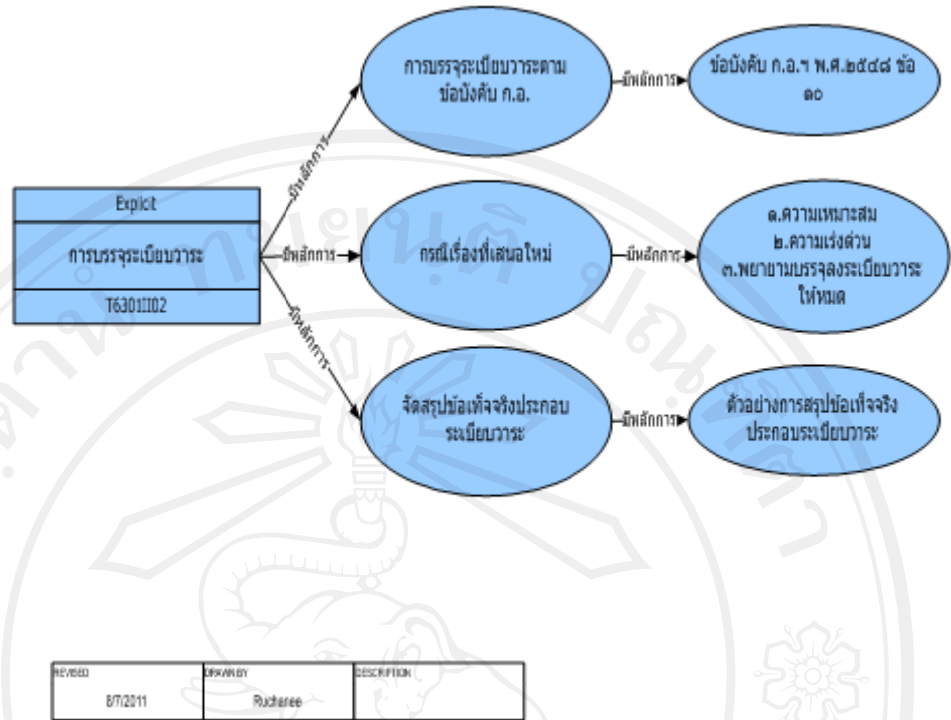 การบรรจุระเบียบวาระตาม
ข้อบังคับ ก.อ.
มีหลักการ
ข้อบังคับ ก.อ.ฯ พ.ศ.๒๕๔๘ ข้อ
๑๐
มีหลักการ
Explicit
การบรรจุระเบียบวาระ
T6301II02
มีหลักการ
กรณีเรื่องที่เสนอใหม่
มีหลักการ
๑.ความเหมาะสม
๒.ความเร่งด่วน
๓.พยายามบรรจุลงระเบียบวาระ
ให้หมด
มีหลักการ
จัดสรุปข้อเท็จจริงประกอบ
ระเบียบวาระ
มีหลักการ
ตัวอย่างการสรุปข้อเท็จจริง
ประกอบระเบียบวาระ
REVISED
8/7/2011
DRAWN BY
Ruchanee
DESCRIPTION